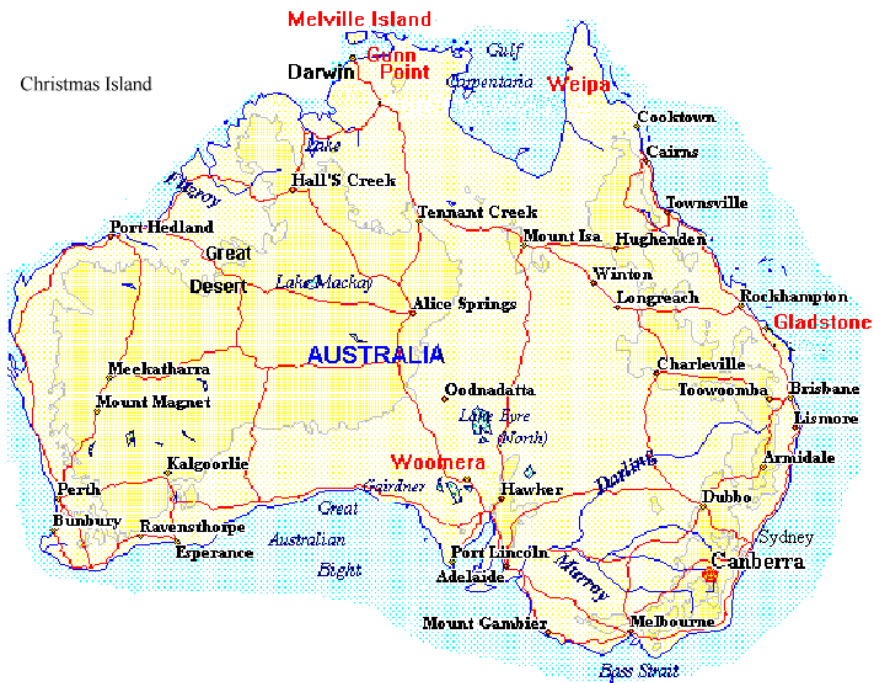 Melville Island
Gunn
Point
Darwin
Christmas Island
Gulf
Carpentaria
Weipa
Cooktown
Cairns
Lake
Hall'S Creek
Fitzroy
Townsville
Tennant Creek
Port Hedland
Mount Isa
Hughenden
Great
Desert
Lake Mackay
Winton
Longreach
Alice Springs
Rockhampton
Gladstone
AUSTRALIA
Meekatharra
Charleville
Oodnadatta
Toowoomba
Brisbane
Mount Magnet
Lake Eyre
(North)
Lismore
Kalgoorlie
Woomera
Darling
Armidale
Perth
Gairdner
Hawker
Dubbo
Great
Bunbury
Ravensthorpe
Australian
Sydney
Esperance
Port Lincoln
Canberra
Bight
Adelaide
Murroy
Mount Gambier
Melbourne
Bass Strait